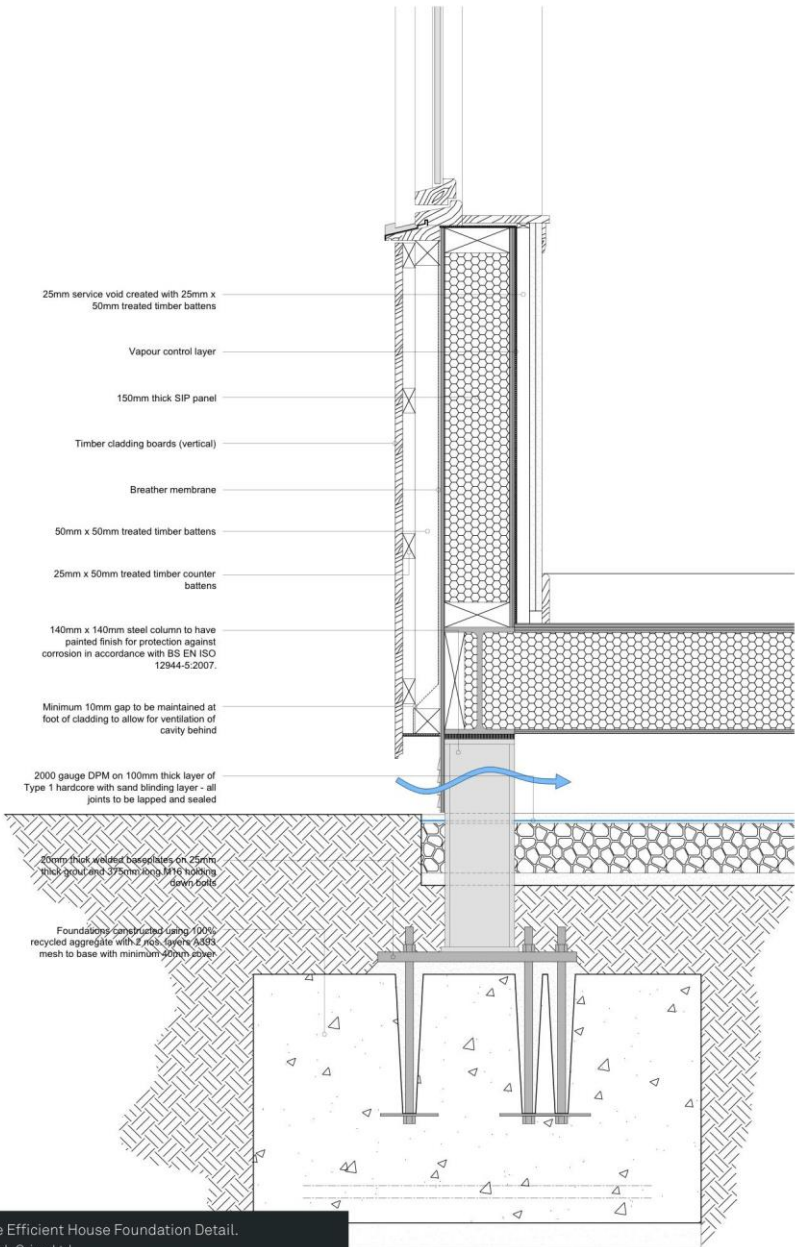 25mm service void created with 25mm x
50mm treated timber battens
Vapour control layer
150mm thick SIP panel
Timber cladding boards (vertical)
Breather membrane
50mm x 50mm treated timber battens
25mm x 50mm treated timber counter
battens
140mm x 140mm steel column to have
painted finish for protection against
corrosion in accordance with BS EN ISO
12944-5:2007.
Minimum 10mm gap to be maintained at
foot of cladding to allow for ventilation of
cavity behind
2000 gauge DPM on 100mm thick layer of
Type 1 hardcore with sand blinding layer - all
joints to be lapped and sealed
20mm thick welded baseplates on 25mm
thick grout and 375mm long M16 holding
down bolts
Foundations constructed using 100%
recycled aggregate with 2 nos. layers A393
mesh to base with minimum 40mm cover
Efficient House Foundation Detail.